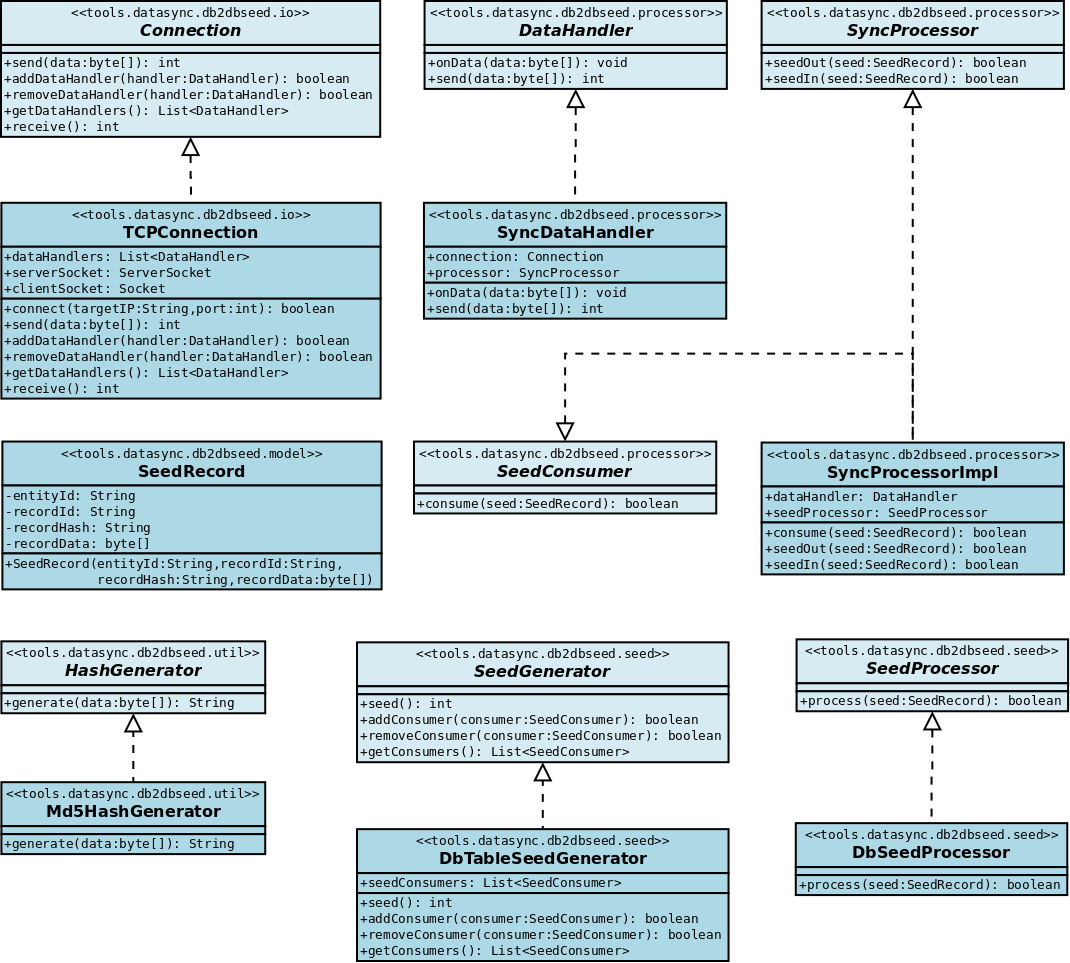 <<tools.datasync.db2dbseed.io>>
Connection
+send(data:byte[]): int
+addDataHandler(handler:DataHandler): boolean
+removeDataHandler(handler:DataHandler): boolean
+getDataHandlers(): List<DataHandler>
+receive(): int
<<tools.datasync.db2dbseed.processor>>
DataHandler
+onData(data:byte[]): void
+send(data:byte[]): int
<<tools.datasync.db2dbseed.processor>>
SyncProcessor
+seedOut(seed:SeedRecord): boolean
+seedIn(seed:SeedRecord): boolean
<<tools.datasync.db2dbseed.io>>
TCPConnection
+dataHandlers: List<DataHandler>
+serverSocket: ServerSocket
+clientSocket: Socket
+connect(targetIP:String,port:int): boolean
+send(data:byte[]): int
+addDataHandler(handler:DataHandler): boolean
+removeDataHandler(handler:DataHandler): boolean
+getDataHandlers(): List<DataHandler>
+receive(): int
<<tools.datasync.db2dbseed.processor>>
SyncDataHandler
+connection: Connection
+processor: SyncProcessor
+onData(data:byte[]): void
+send(data:byte[]): int
<<tools.datasync.db2dbseed.model>>
SeedRecord
-entityId: String
-recordId: String
-recordHash: String
-recordData: byte[]
+SeedRecord(entityId:String,recordId:String,
recordHash:String,recordData:byte[])
<<tools.datasync.db2dbseed.processor>>
SeedConsumer
+consume(seed:SeedRecord): boolean
<<tools.datasync.db2dbseed.processor>>
SyncProcessorImpl
+dataHandler: DataHandler
+seedProcessor: SeedProcessor
+consume(seed:SeedRecord): boolean
+seedOut(seed:SeedRecord): boolean
+seedIn(seed:SeedRecord): boolean
<<tools.datasync.db2dbseed.util>>
HashGenerator
+generate(data:byte[]): String
<<tools.datasync.db2dbseed.seed>>
SeedGenerator
+seed(): int
+addConsumer(consumer:SeedConsumer): boolean
+removeConsumer(consumer:SeedConsumer): boolean
+getConsumers(): List<SeedConsumer>
<<tools.datasync.db2dbseed.seed>>
SeedProcessor
+process(seed:SeedRecord): boolean
<<tools.datasync.db2dbseed.util>>
Md5HashGenerator
+generate(data:byte[]): String
<<tools.datasync.db2dbseed.seed>>
DbTableSeedGenerator
+seedConsumers: List<SeedConsumer>
+seed(): int
+addConsumer(consumer:SeedConsumer): boolean
+removeConsumer(consumer:SeedConsumer): boolean
+getConsumers(): List<SeedConsumer>
<<tools.datasync.db2dbseed.seed>>
DbSeedProcessor
+process(seed:SeedRecord): boolean